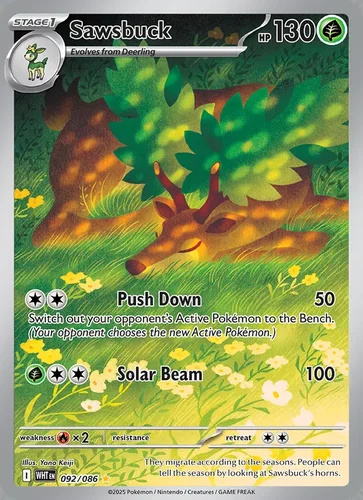 STAGE 1
Sawsbuck
HP 130
Evolves from Deerling
Push Down 50
Switch out your opponent's Active Pokémon to the Bench.
(Your opponent chooses the new Active Pokémon.)
Solar Beam 100
weakness ×2 resistance retreat
Illus. Yano Keiji
I WHT EN 092/086
They migrate according to the seasons. People can
tell the season by looking at Sawsbuck's horns.
©2025 Pokémon / Nintendo / Creatures / GAME FREAK